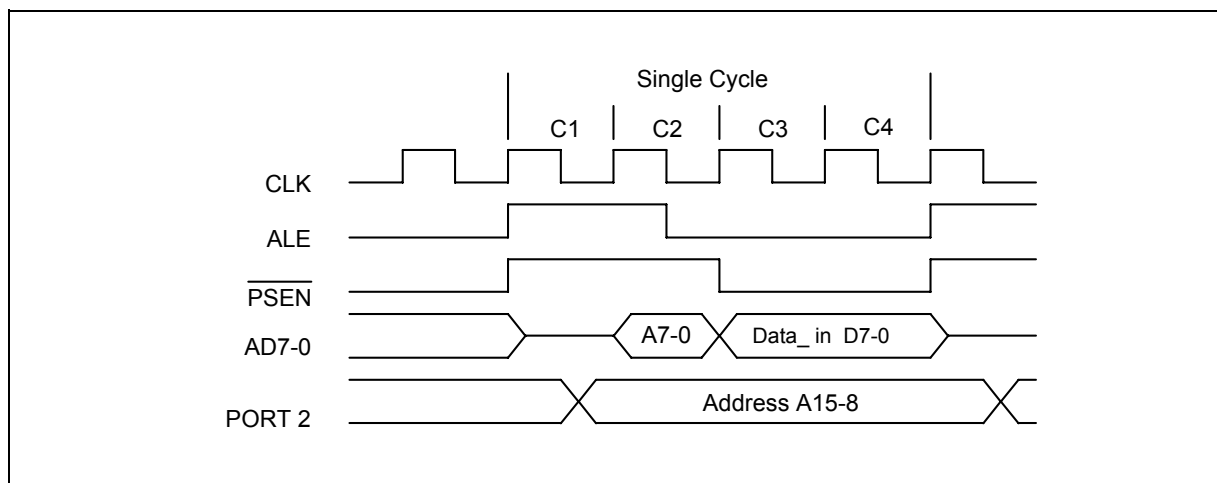 Single Cycle
C1 C2 C3 C4
CLK
ALE
PSEN
AD7-0 A7-0 Data_ in D7-0
PORT 2 Address A15-8